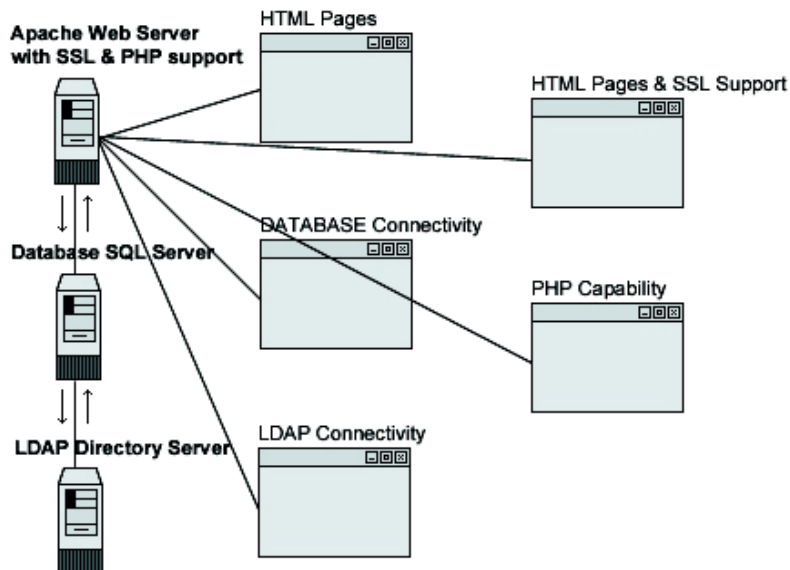 Apache Web Server
with SSL & PHP support
HTML Pages
HTML Pages & SSL Support
DATABASE Connectivity
Database SQL Server
PHP Capability
LDAP Connectivity
LDAP Directory Server